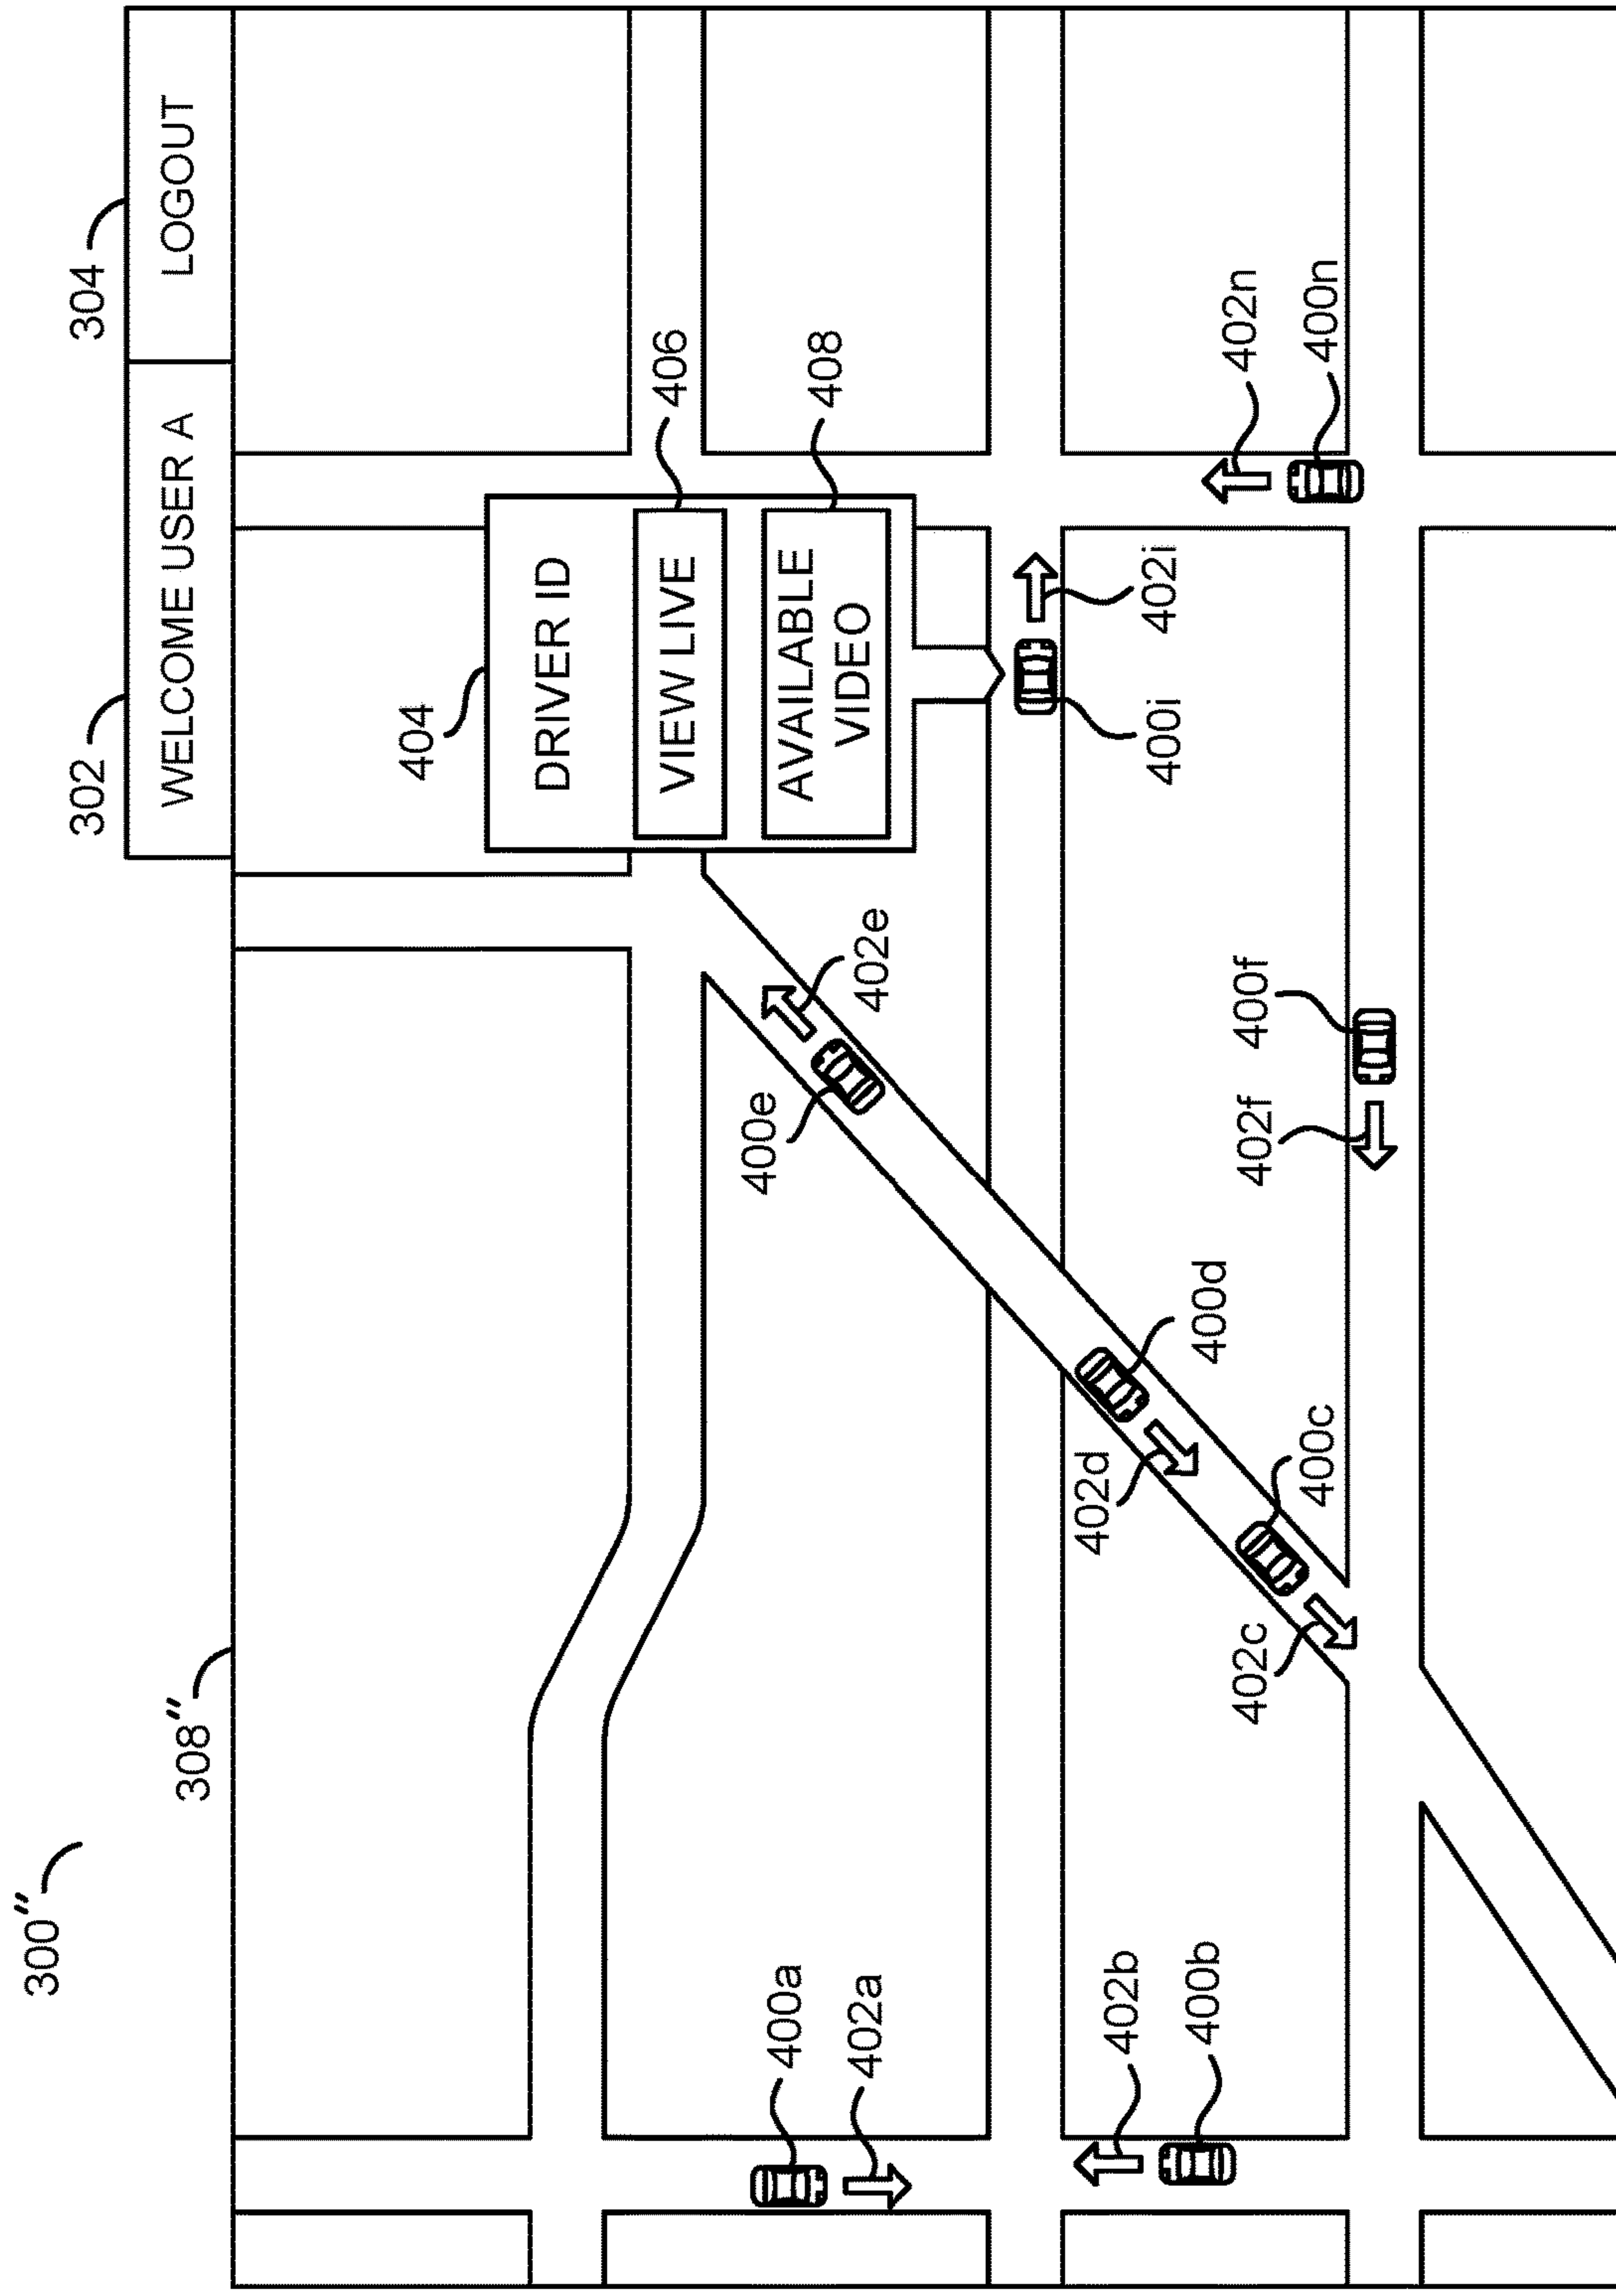 300″
308″
302
304
WELCOME USER A
LOGOUT
404
DRIVER ID
VIEW LIVE
406
AVAILABLE
VIDEO
408
400a
402a
400e
402e
402i
400i
402b
400b
402d
400d
402c
400c
402f
400f
402n
400n